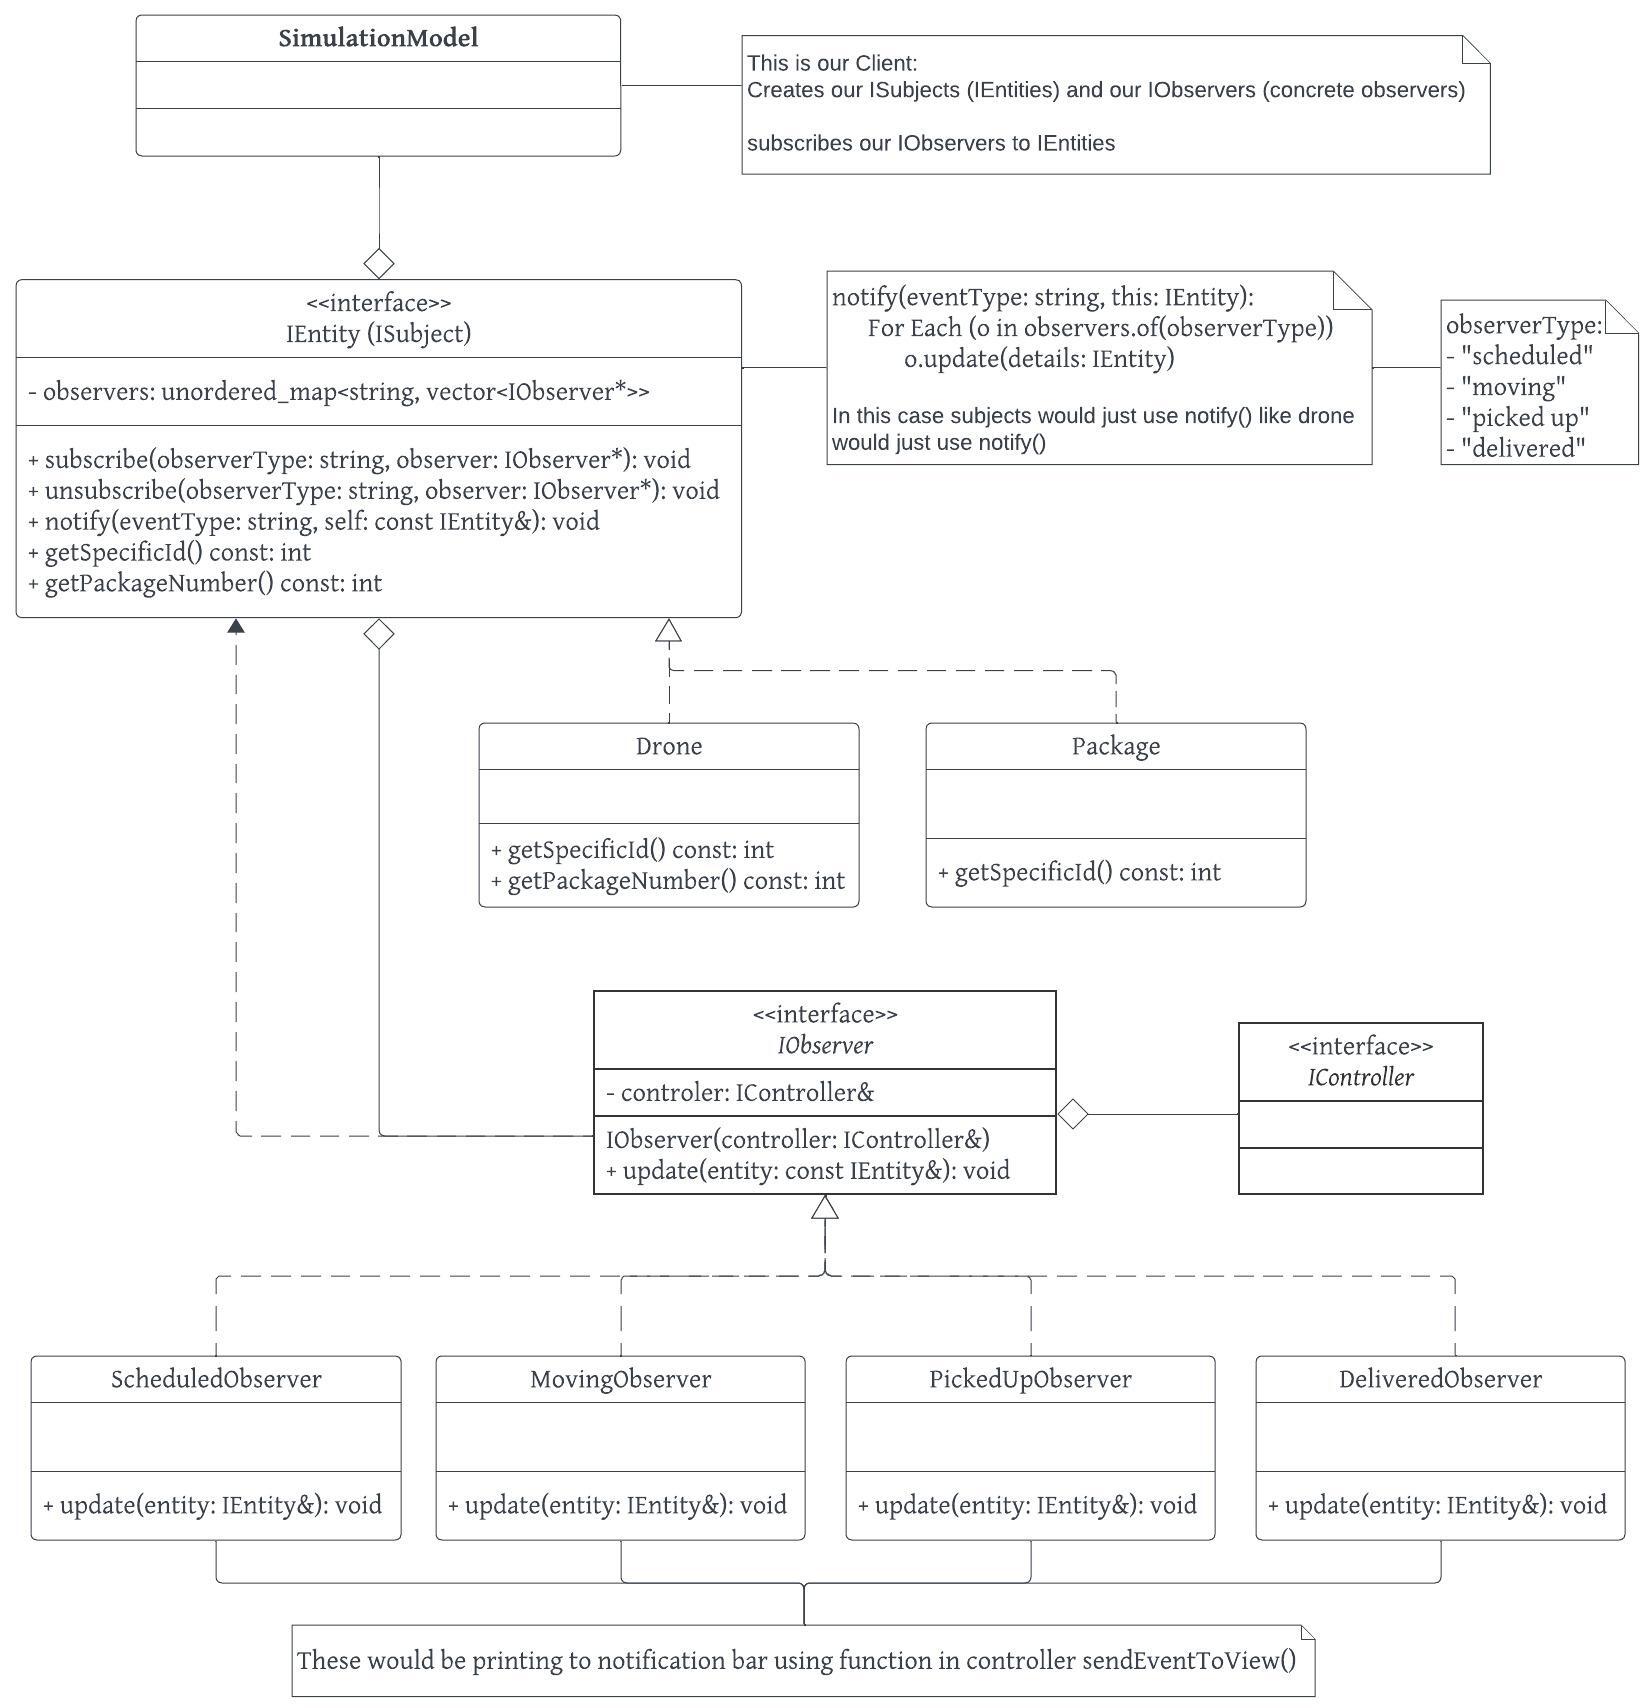 SimulationModel
This is our Client:
Creates our ISubjects (IEntities) and our IObservers (concrete observers)
subscribes our IObservers to IEntities
<<interface>>
IEntity (ISubject)
- observers: unordered_map<string, vector<IObserver*>>
+ subscribe(observerType: string, observer: IObserver*): void
+ unsubscribe(observerType: string, observer: IObserver*): void
+ notify(eventType: string, self: const IEntity&): void
+ getSpecificId() const: int
+ getPackageNumber() const: int
notify(eventType: string, this: IEntity):
For Each (o in observers.of(observerType))
o.update(details: IEntity)
In this case subjects would just use notify() like drone
would just use notify()
observerType:
- "scheduled"
- "moving"
- "picked up"
- "delivered"
Drone
+ getSpecificId() const: int
+ getPackageNumber() const: int
Package
+ getSpecificId() const: int
<<interface>>
IObserver
- controler: IController&
IObserver(controller: IController&)
+ update(entity: const IEntity&): void
<<interface>>
IController
ScheduledObserver
+ update(entity: IEntity&): void
MovingObserver
+ update(entity: IEntity&): void
PickedUpObserver
+ update(entity: IEntity&): void
DeliveredObserver
+ update(entity: IEntity&): void
These would be printing to notification bar using function in controller sendEventToView()